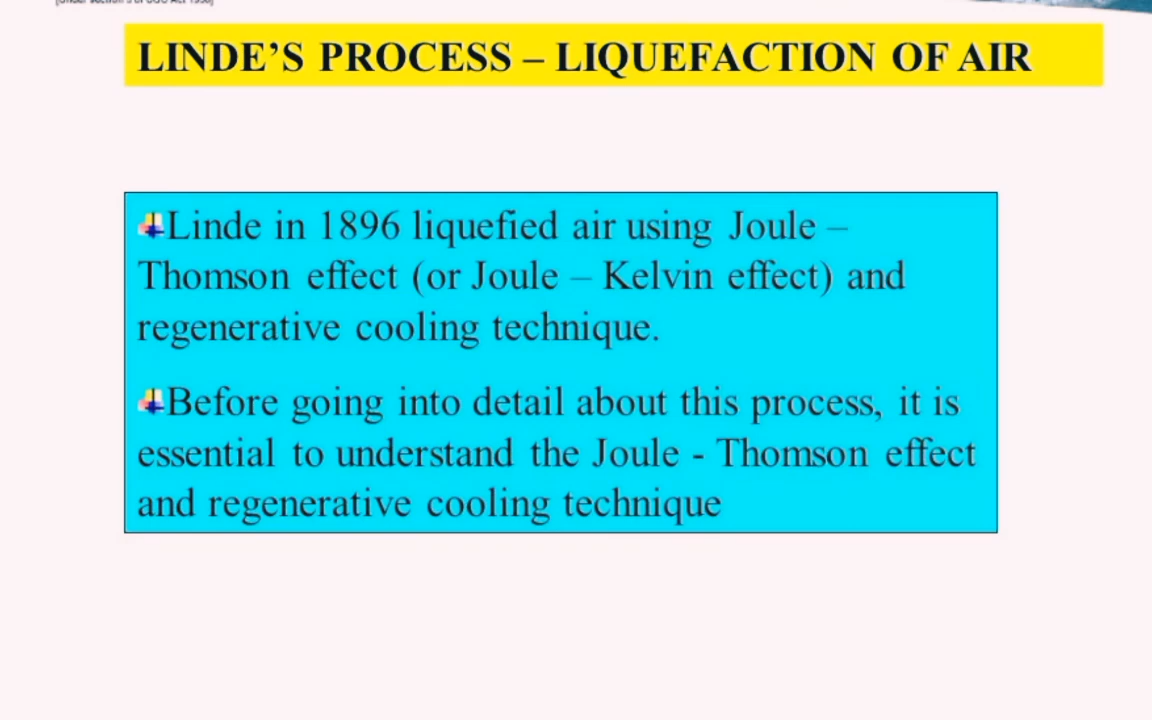 LINDE’S PROCESS – LIQUEFACTION OF AIR
Linde in 1896 liquefied air using Joule –
Thomson effect (or Joule – Kelvin effect) and
regenerative cooling technique.
Before going into detail about this process, it is
essential to understand the Joule - Thomson effect
and regenerative cooling technique